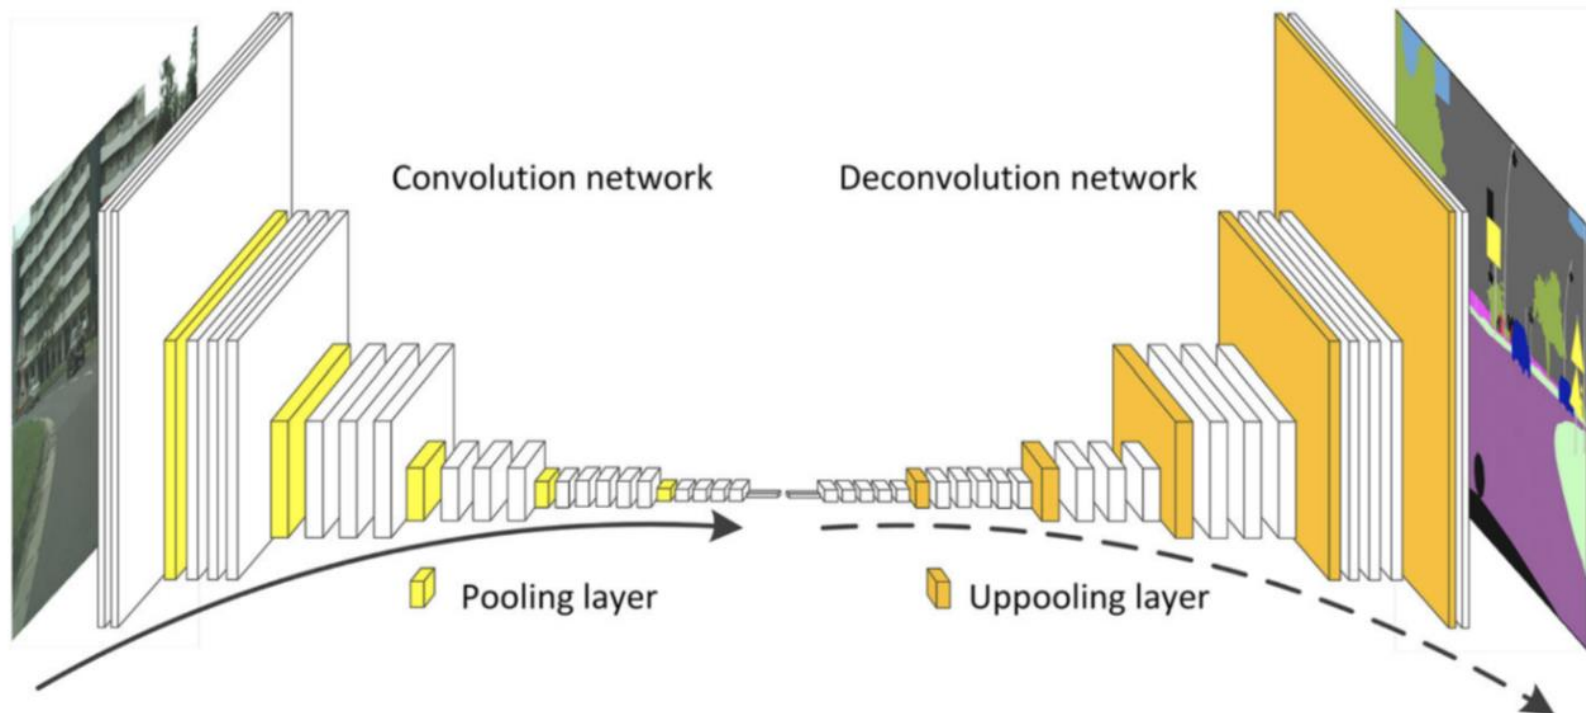 Convolution network
Deconvolution network
Pooling layer
Uppooling layer